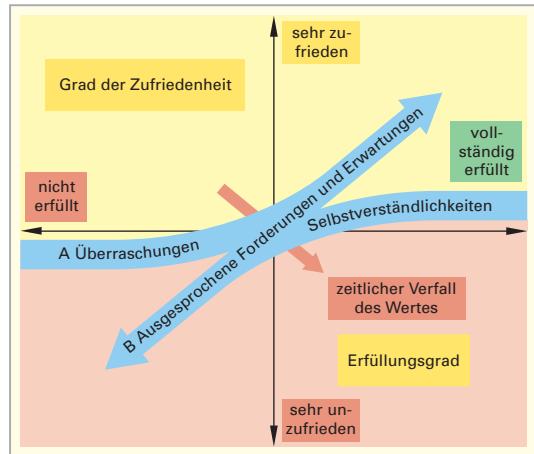 sehr zu-
frieden
Grad der Zufriedenheit
voll-
ständig
erfüllt
nicht
erfüllt
B Ausgesprochene Forderungen und Erwartungen
Selbstverständlichkeiten
A Überraschungen
zeitlicher Verfall
des Wertes
Erfüllungsgrad
sehr un-
zufrieden